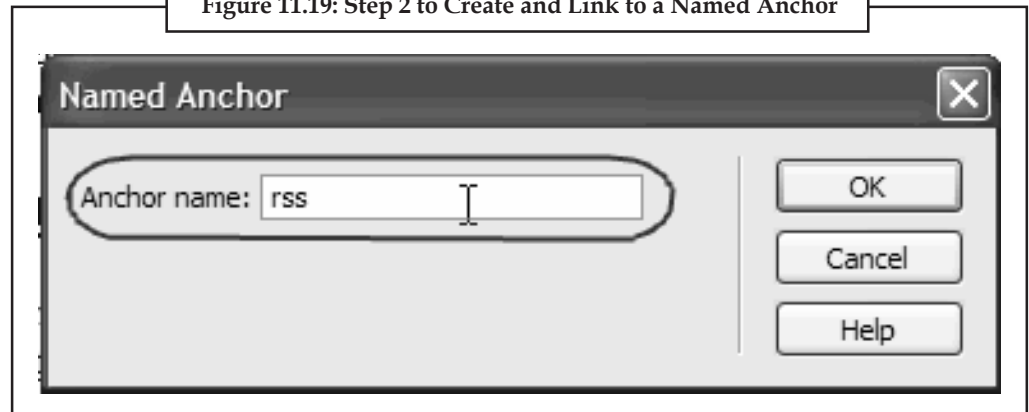 Figure 11.19: Step 2 to Create and Link to a Named Anchor
Named Anchor
Anchor name: rss
OK
Cancel
Help